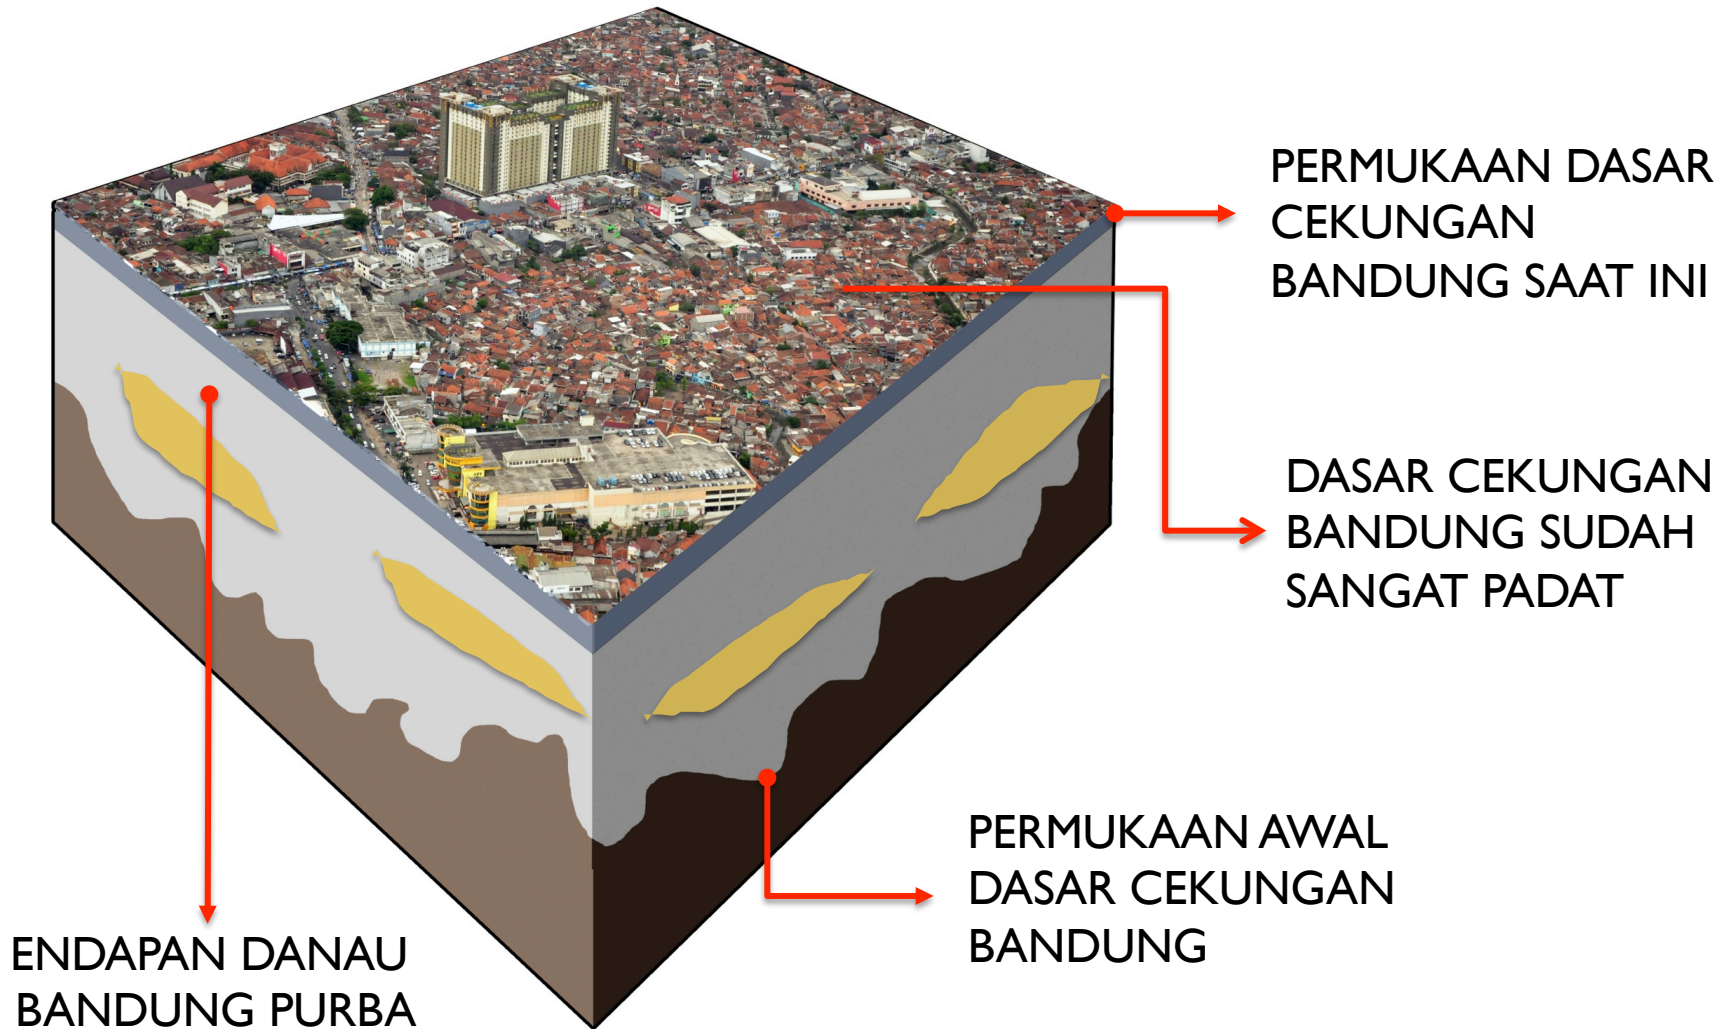 PERMUKAAN DASAR
CEKUNGAN
BANDUNG SAAT INI
DASAR CEKUNGAN
BANDUNG SUDAH
SANGAT PADAT
PERMUKAAN AWAL
DASAR CEKUNGAN
BANDUNG
ENDAPAN DANAU
BANDUNG PURBA